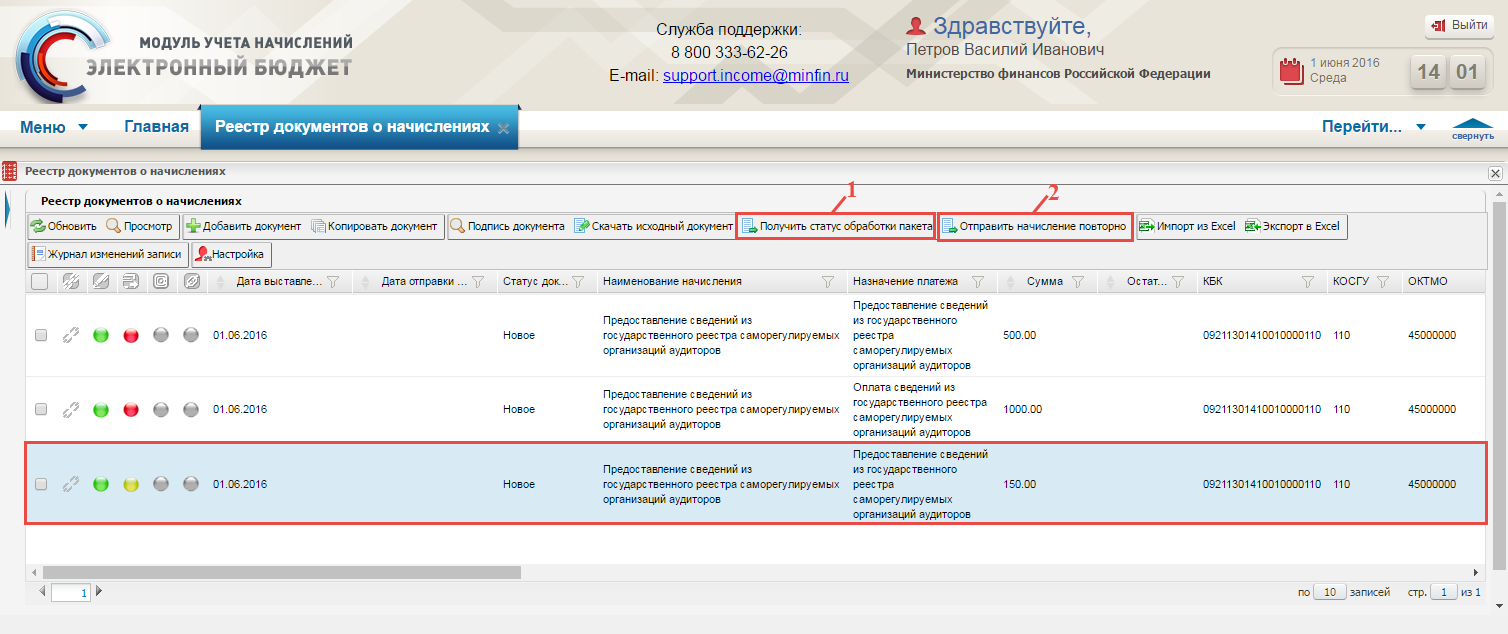 МОДУЛЬ УЧЕТА НАЧИСЛЕНИЙ
ЭЛЕКТРОННЫЙ БЮДЖЕТ
Служба поддержки:
8 800 333-62-26
E-mail: support.income@minfin.ru
Здравствуйте,
Петров Василий Иванович
Министерство финансов Российской Федерации
Выйти
1 июня 2016
Среда
14 01
Меню Главная Реестр документов о начислениях Перейти... свернуть
Реестр документов о начислениях
1 2
Реестр документов о начислениях
Обновить Просмотр Добавить документ Копировать документ Подпись документа Скачать исходный документ Получить статус обработки пакета Отправить начисление повторно Импорт из Excel Экспорт в Excel
Журнал изменений записи Настройка
Дата выставле... Дата отправки ... Статус док... Наименование начисления Назначение платежа Сумма Остат... КБК КОСГУ ОКТМО
01.06.2016 Новое
Предоставление сведений из
государственного реестра саморегулируемых
организаций аудиторов
Предоставление сведений
из государственного
реестра
саморегулируемых
организаций аудиторов
500.00 09211301410010000110 110 45000000
01.06.2016 Новое
Предоставление сведений из
государственного реестра саморегулируемых
организаций аудиторов
Оплата сведений из
государственного реестра
саморегулируемых
организаций аудиторов
1000.00 09211301410010000110 110 45000000
01.06.2016 Новое
Предоставление сведений из
государственного реестра саморегулируемых
организаций аудиторов
Предоставление сведений
из государственного
реестра
саморегулируемых
организаций аудиторов
150.00 09211301410010000110 110 45000000
1 по 10 записей стр. 1 из 1